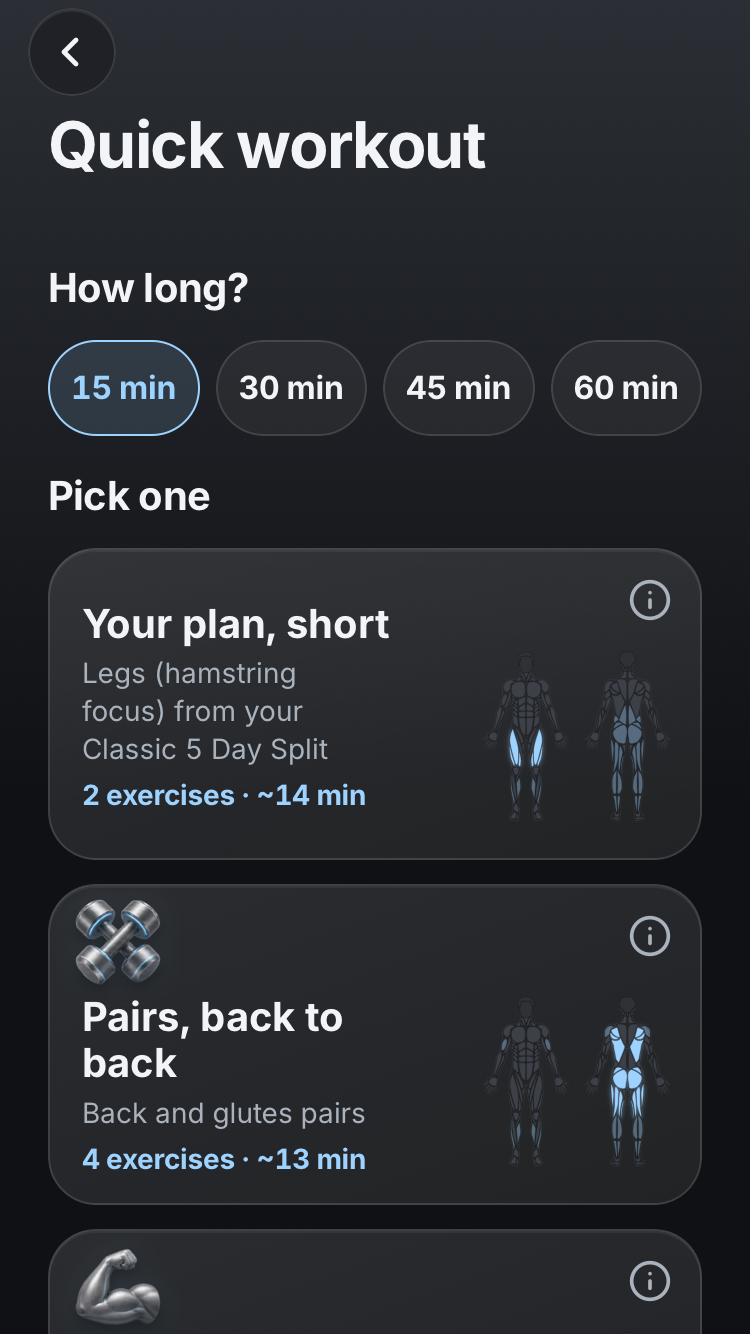 Quick workout
How long?
15 min
30 min
45 min
60 min
Pick one
Your plan, short
Legs (hamstring
focus) from your
Classic 5 Day Split
2 exercises · ~14 min
Pairs, back to
back
Back and glutes pairs
4 exercises · ~13 min